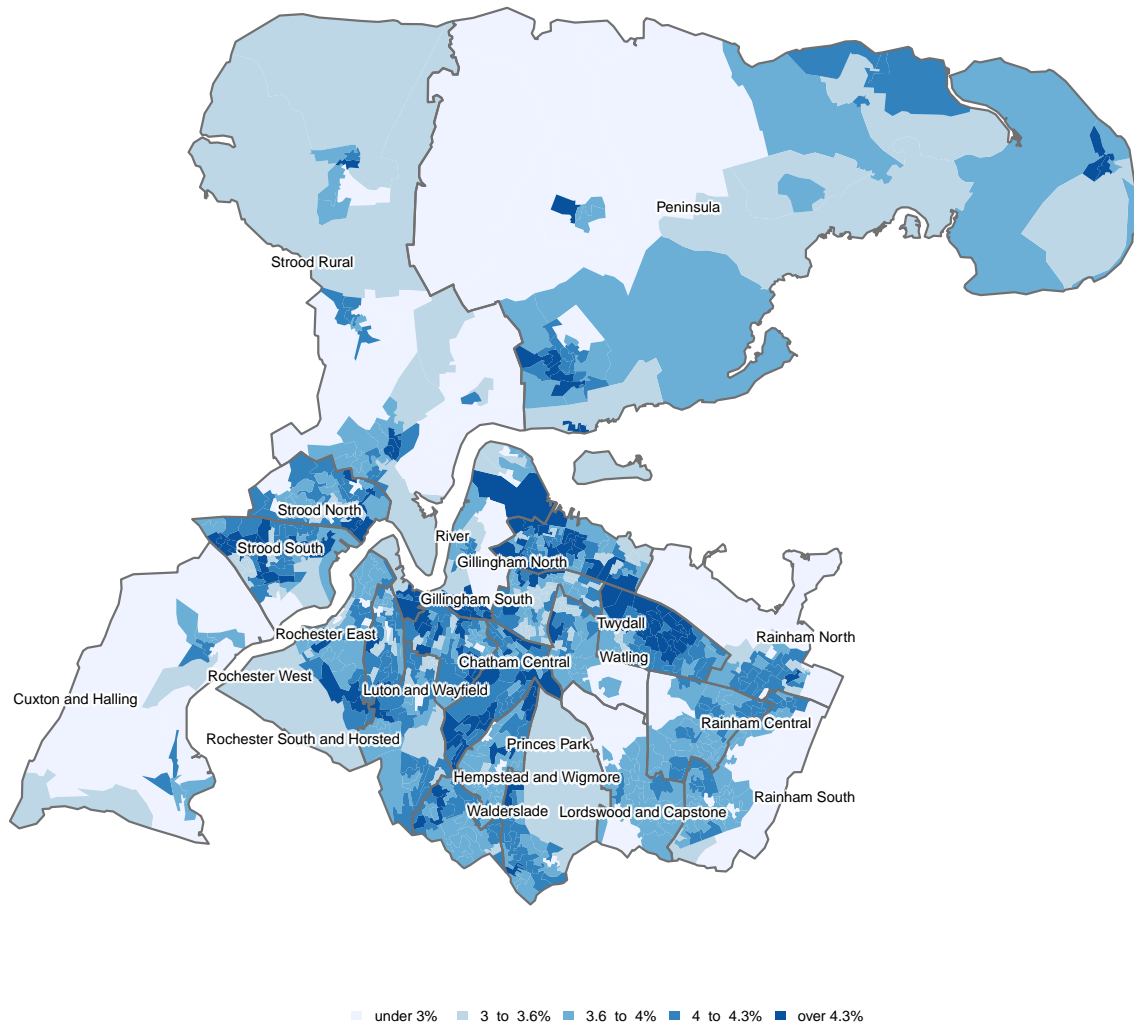 Peninsula
Strood Rural
Strood North
River
Strood South
Gillingham North
Gillingham South
Twydall
Rochester East
Rainham North
Watling
Chatham Central
Rochester West
Luton and Wayfield
Cuxton and Halling
Rainham Central
Rochester South and Horsted
Princes Park
Hempstead and Wigmore
Rainham South
Walderslade
Lordswood and Capstone
under 3%
3 to 3.6%
3.6 to 4%
4 to 4.3%
over 4.3%